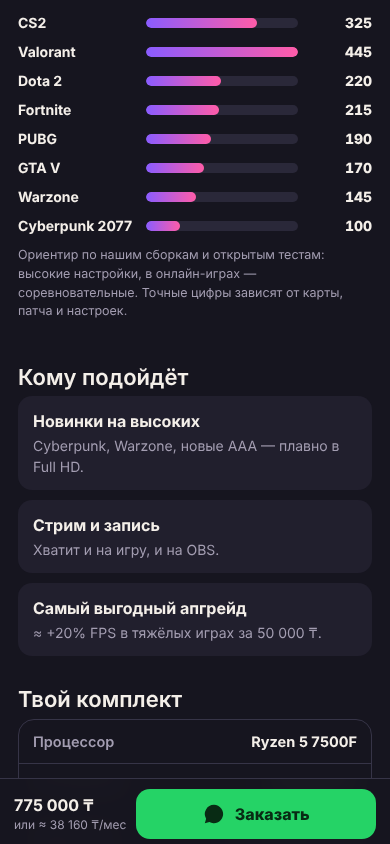 CS2 325
Valorant 445
Dota 2 220
Fortnite 215
PUBG 190
GTA V 170
Warzone 145
Cyberpunk 2077 100
Ориентир по нашим сборкам и открытым тестам:
высокие настройки, в онлайн-играх —
соревновательные. Точные цифры зависят от карты,
патча и настроек.
Кому подойдёт
Новинки на высоких
Cyberpunk, Warzone, новые ААА — плавно в
Full HD.
Стрим и запись
Хватит и на игру, и на OBS.
Самый выгодный апгрейд
≈ +20% FPS в тяжёлых играх за 50 000 ₸.
Твой комплект
Процессор Ryzen 5 7500F
775 000 ₸
или ≈ 38 160 ₸/мес
Заказать